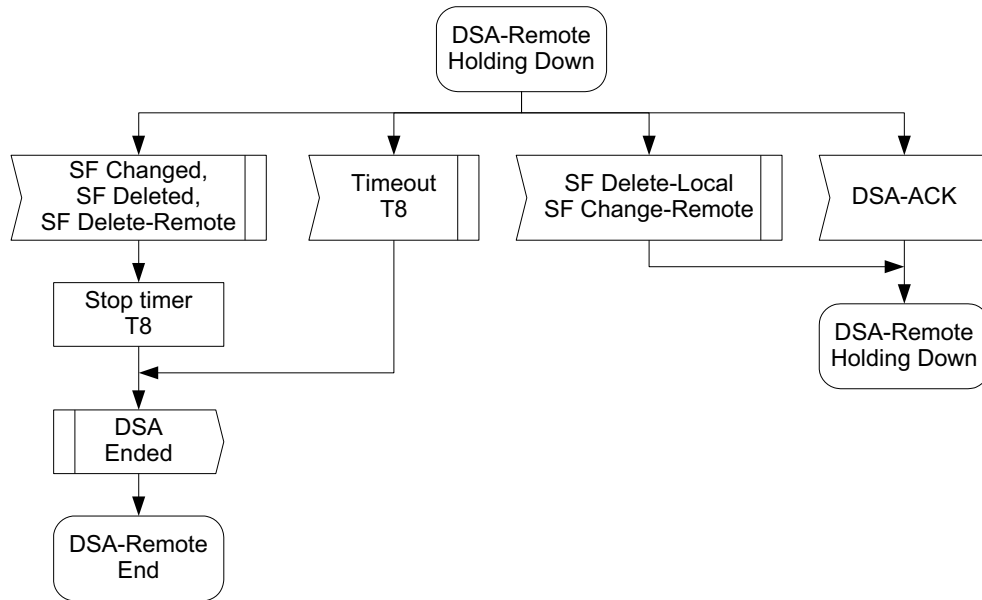 DSA-Remote
Holding Down
SF Changed,
SF Deleted,
SF Delete-Remote
Timeout
T8
SF Delete-Local
SF Change-Remote
DSA-ACK
Stop timer
T8
DSA-Remote
Holding Down
DSA
Ended
DSA-Remote
End